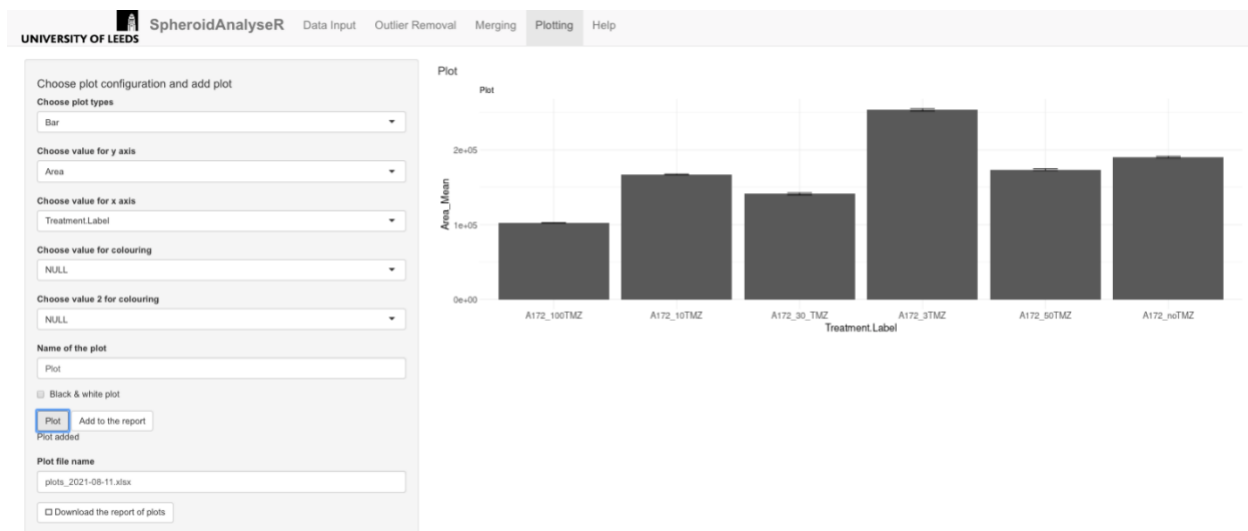 UNIVERSITY OF LEEDS
SpheroidAnalyseR Data Input Outlier Removal Merging Plotting Help
Choose plot configuration and add plot
Choose plot types
Bar
Choose value for y axis
Area
Choose value for x axis
Treatment.Label
Choose value for colouring
NULL
Choose value 2 for colouring
NULL
Name of the plot
Plot
Black & white plot
Plot Add to the report
Plot added
Plot file name
plots_2021-08-11.xlsx
Download the report of plots
Plot
Plot
Area_Mean
2e+05
1e+05
0e+00
A172_100TMZ A172_10TMZ A172_30_TMZ A172_3TMZ A172_50TMZ A172_noTMZ
Treatment.Label